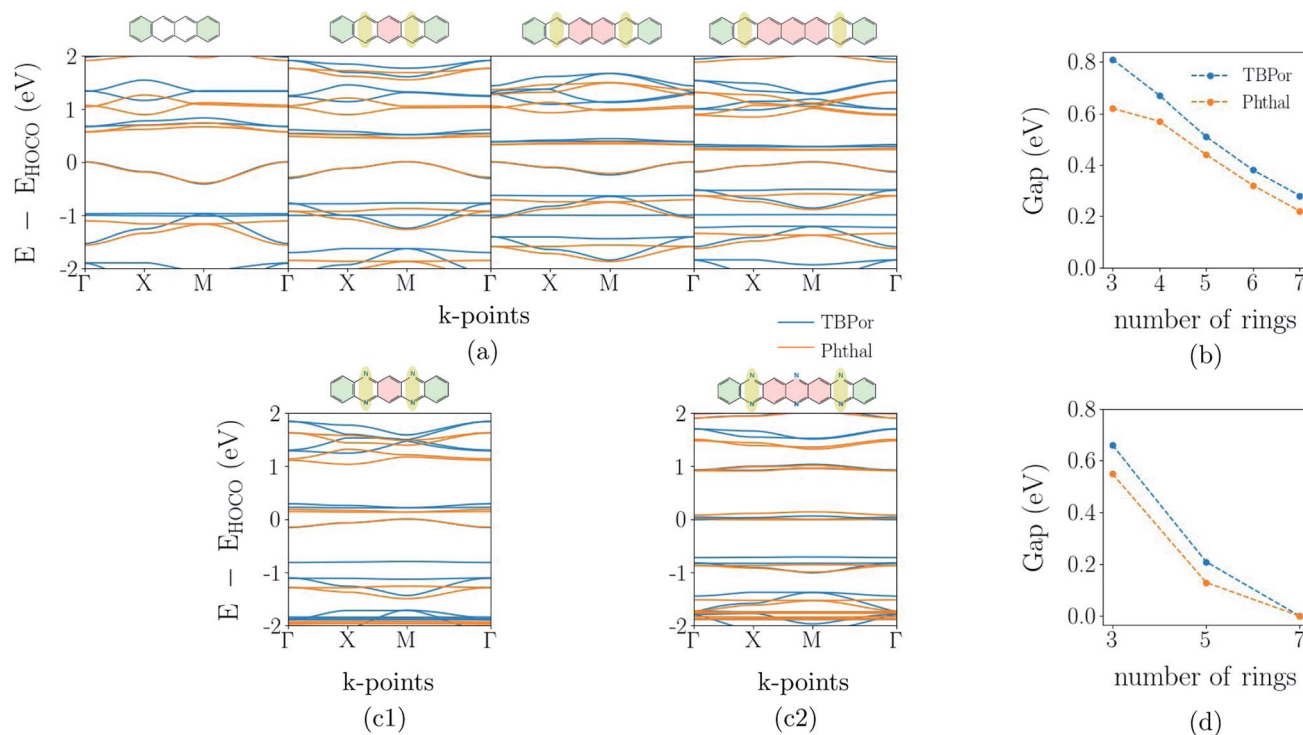 E − E_HOCO (eV)
2
1
0
-1
-2
Γ X M Γ X M Γ X M Γ X M Γ
k-points
(a)
TBPor
Phthal
Gap (eV)
0.8
0.6
0.4
0.2
0.0
TBPor
Phthal
3 4 5 6 7
number of rings
(b)
N N
N N
E − E_HOCO (eV)
2
1
0
-1
-2
Γ X M Γ
k-points
(c1)
N N N
N N N
2
1
0
-1
-2
Γ X M Γ
k-points
(c2)
Gap (eV)
0.8
0.6
0.4
0.2
0.0
3 5 7
number of rings
(d)